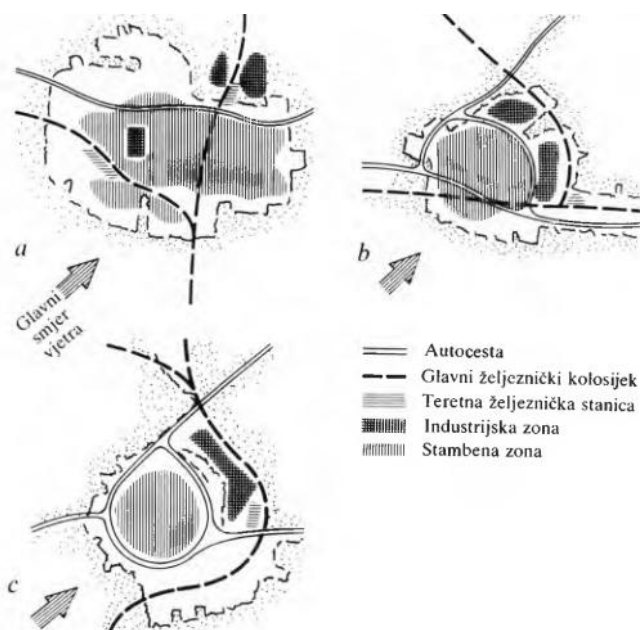 a
Glavni
smjer
vjetra
b
c
Autocesta
Glavni željeznički kolosijek
Teretna željeznička stanica
Industrijska zona
Stambena zona